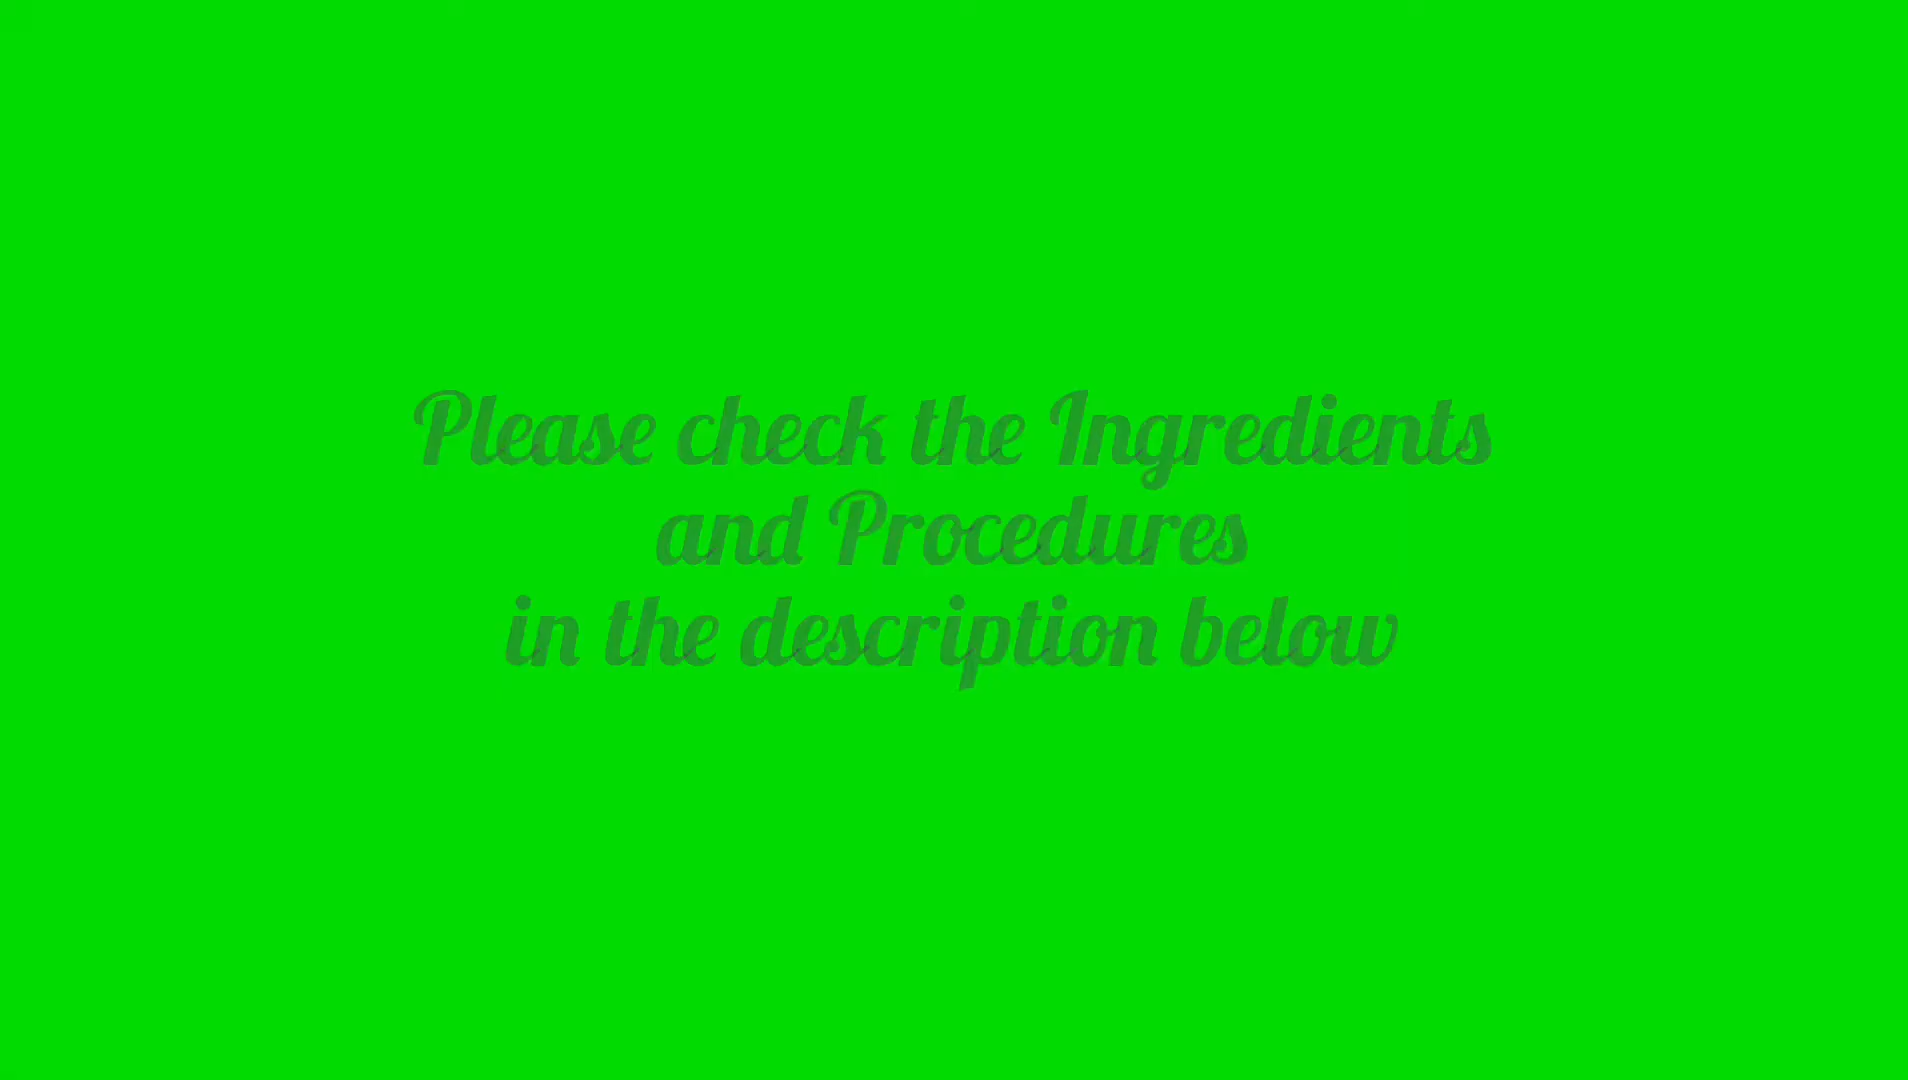 Please check the Ingredients
and Procedures
in the description below